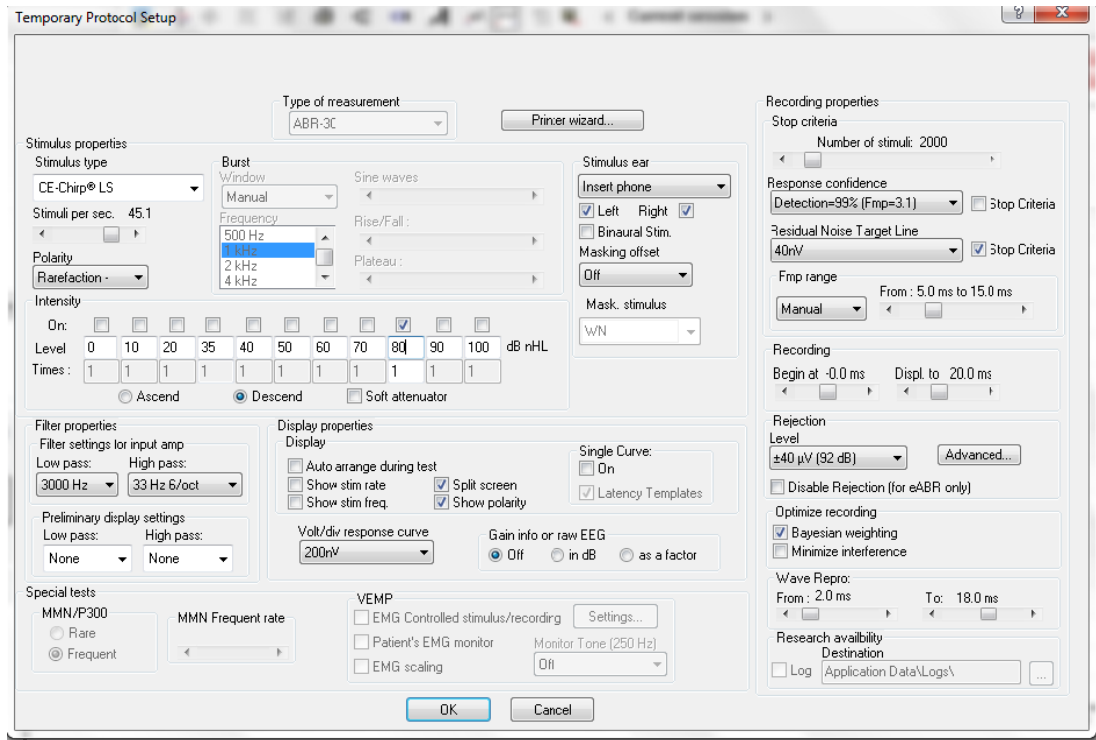 Temporary Protocol Setup
Type of measurement
ABR-30
Printer wizard...
Stimulus properties
Stimulus type
CE-Chirp® LS
Stimuli per sec. 45.1
Polarity
Rarefaction -
Burst
Window
Manual
Frequency
500 Hz
1 kHz
2 kHz
4 kHz
Sine waves
Rise/Fall :
Plateau :
Stimulus ear
Insert phone
Left Right
Binaural Stim.
Masking offset
Off
Mask. stimulus
WN
Intensity
On:
Level 0 10 20 35 40 50 60 70 80 90 100 dB nHL
Times : 1 1 1 1 1 1 1 1 1 1 1
Ascend Descend Soft attenuator
Filter properties
Filter settings for input amp
Low pass: High pass:
3000 Hz 33 Hz 6/oct
Preliminary display settings
Low pass: High pass:
None None
Display properties
Display
Auto arrange during test
Show stim rate Split screen
Show stim freq. Show polarity
Single Curve:
On
Latency Templates
Volt/div response curve
200nV
Gain info or raw EEG
Off in dB as a factor
Special tests
MMN/P300
Rare
Frequent
MMN Frequent rate
VEMP
EMG Controlled stimulus/recording Settings...
Patient's EMG monitor
EMG scaling
Monitor Tone (250 Hz)
Off
OK Cancel
Recording properties
Stop criteria
Number of stimuli: 2000
Response confidence
Detection=99% (Fmp=3.1) Stop Criteria
Residual Noise Target Line
40nV Stop Criteria
Fmp range
Manual
From : 5.0 ms to 15.0 ms
Recording
Begin at -0.0 ms Displ. to 20.0 ms
Rejection
Level
±40 µV (92 dB) Advanced...
Disable Rejection (for eABR only)
Optimize recording
Bayesian weighting
Minimize interference
Wave Repro:
From : 2.0 ms To: 18.0 ms
Research availbility
Destination
Log Application Data\Logs\ ...